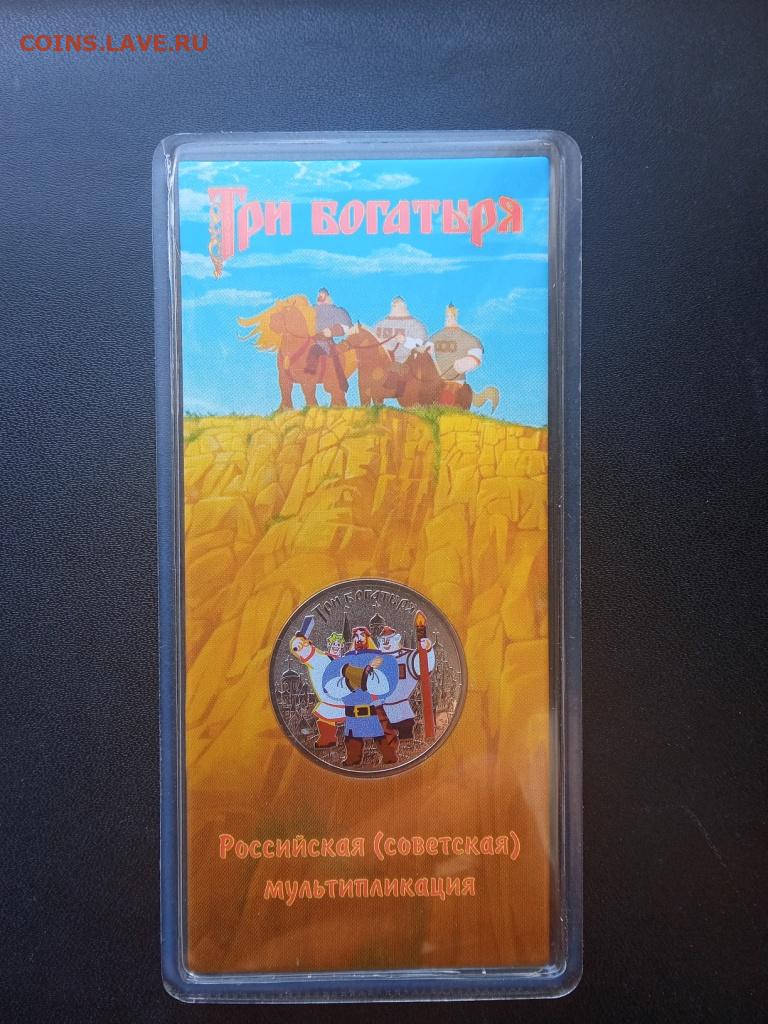 COINS.LAVE.RU
Три богатыря
Три богатыря
Российская (советская)
мультипликация